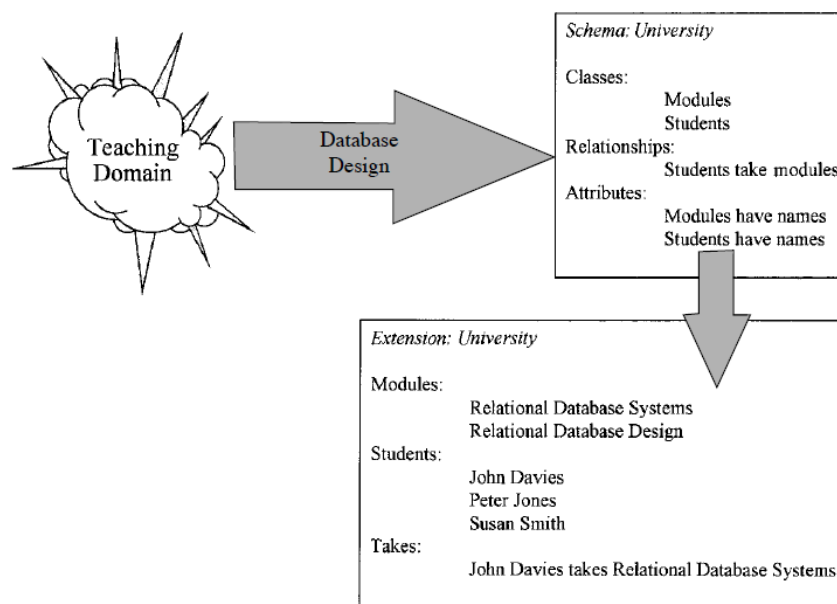 Teaching
Domain
Database
Design
Schema: University
Classes:
Modules
Students
Relationships:
Students take modules
Attributes:
Modules have names
Students have names
Extension: University
Modules:
Relational Database Systems
Relational Database Design
Students:
John Davies
Peter Jones
Susan Smith
Takes:
John Davies takes Relational Database Systems